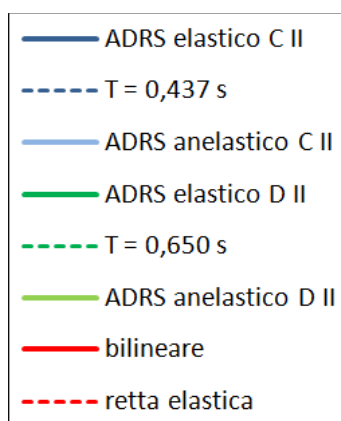 ADRS elastico C II
T = 0,437 s
ADRS anelastico C II
ADRS elastico D II
T = 0,650 s
ADRS anelastico D II
bilineare
retta elastica